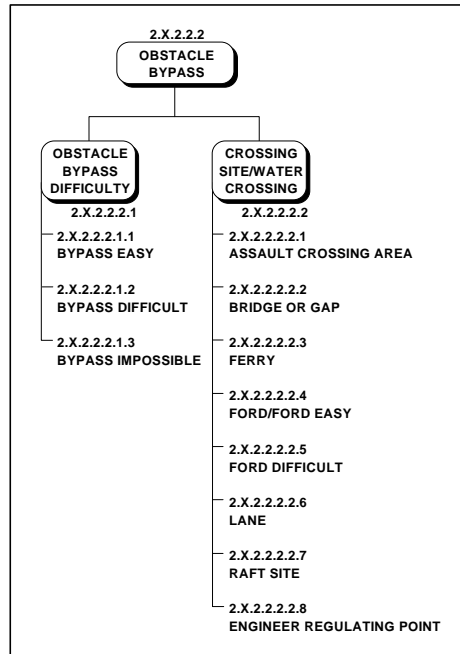 2.X.2.2.2
OBSTACLE
BYPASS
OBSTACLE
BYPASS
DIFFICULTY
2.X.2.2.2.1
2.X.2.2.2.1.1
BYPASS EASY
2.X.2.2.2.1.2
BYPASS DIFFICULT
2.X.2.2.2.1.3
BYPASS IMPOSSIBLE
CROSSING
SITE/WATER
CROSSING
2.X.2.2.2.2
2.X.2.2.2.2.1
ASSAULT CROSSING AREA
2.X.2.2.2.2.2
BRIDGE OR GAP
2.X.2.2.2.2.3
FERRY
2.X.2.2.2.2.4
FORD/FORD EASY
2.X.2.2.2.2.5
FORD DIFFICULT
2.X.2.2.2.2.6
LANE
2.X.2.2.2.2.7
RAFT SITE
2.X.2.2.2.2.8
ENGINEER REGULATING POINT